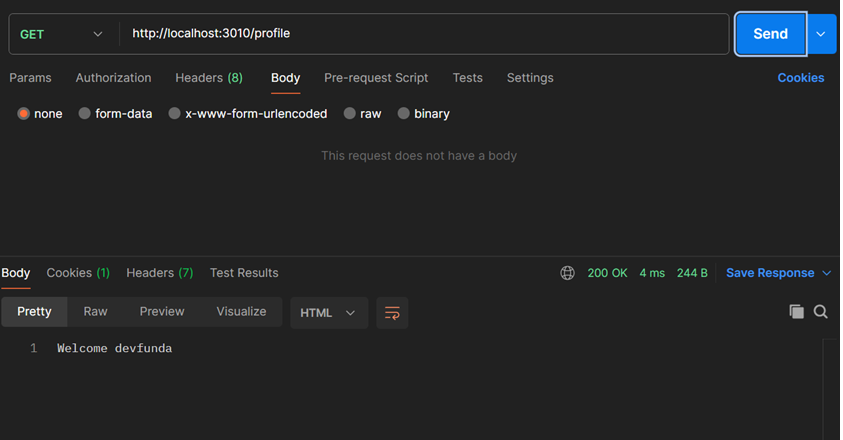 GET http://localhost:3010/profile Send
Params Authorization Headers (8) Body Pre-request Script Tests Settings Cookies
none form-data x-www-form-urlencoded raw binary
This request does not have a body
Body Cookies (1) Headers (7) Test Results 200 OK 4 ms 244 B Save Response
Pretty Raw Preview Visualize HTML
1 Welcome devfunda